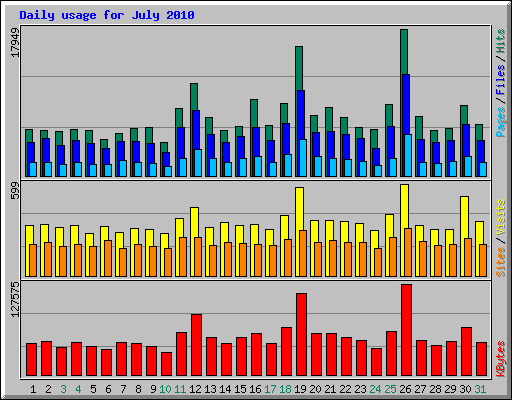 Daily usage for July 2010
17949
Pages / Files / Hits
599
Sites / Visits
127575
KBytes
1 2 3 4 5 6 7 8 9 10 11 12 13 14 15 16 17 18 19 20 21 22 23 24 25 26 27 28 29 30 31